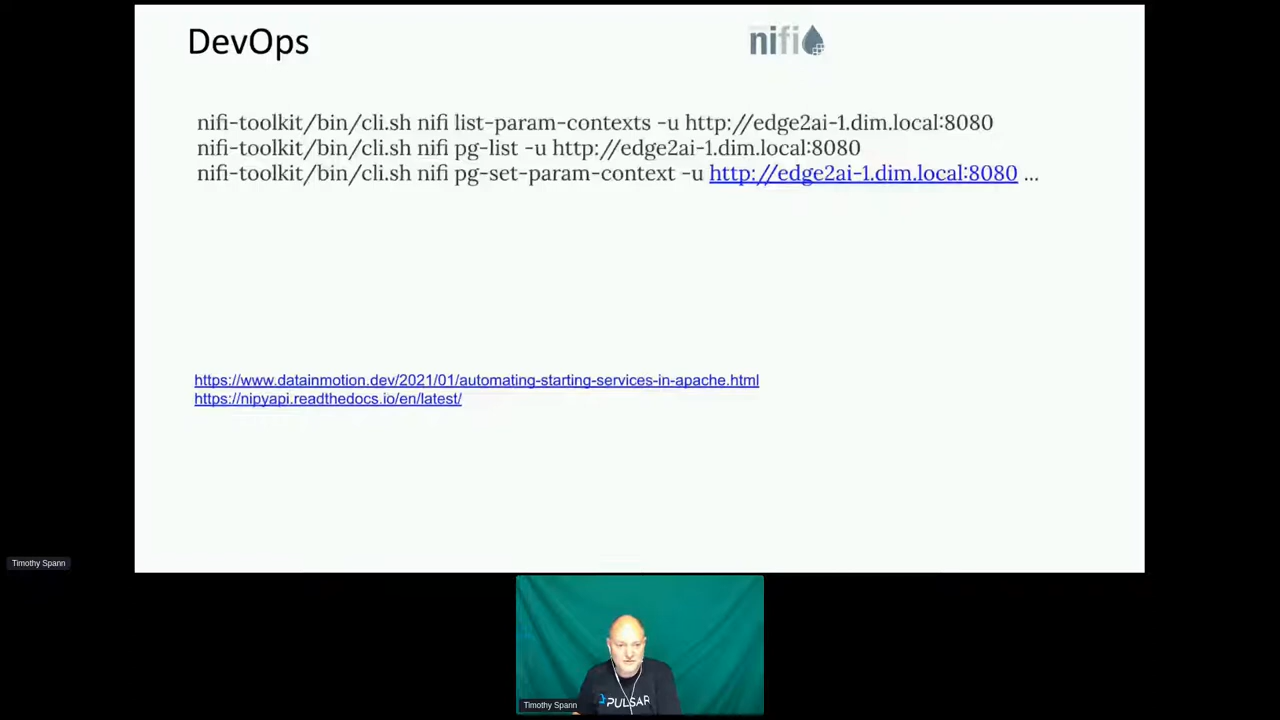 DevOps
nifi
nifi-toolkit/bin/cli.sh nifi list-param-contexts -u http://edge2ai-1.dim.local:8080
nifi-toolkit/bin/cli.sh nifi pg-list -u http://edge2ai-1.dim.local:8080
nifi-toolkit/bin/cli.sh nifi pg-set-param-context -u http://edge2ai-1.dim.local:8080 ...
https://www.datainmotion.dev/2021/01/automating-starting-services-in-apache.html
https://nipyapi.readthedocs.io/en/latest/
Timothy Spann
PULSAR
Timothy Spann